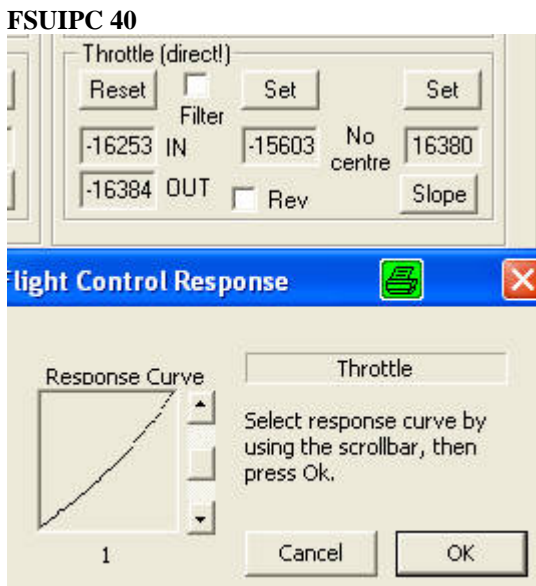 FSUIPC 40
Throttle (direct!)
Reset Set Set
Filter
-16253 IN -15603 No centre 16380
-16384 OUT Rev Slope
Flight Control Response
Response Curve
Throttle
Select response curve by
using the scrollbar, then
press Ok.
1
Cancel OK